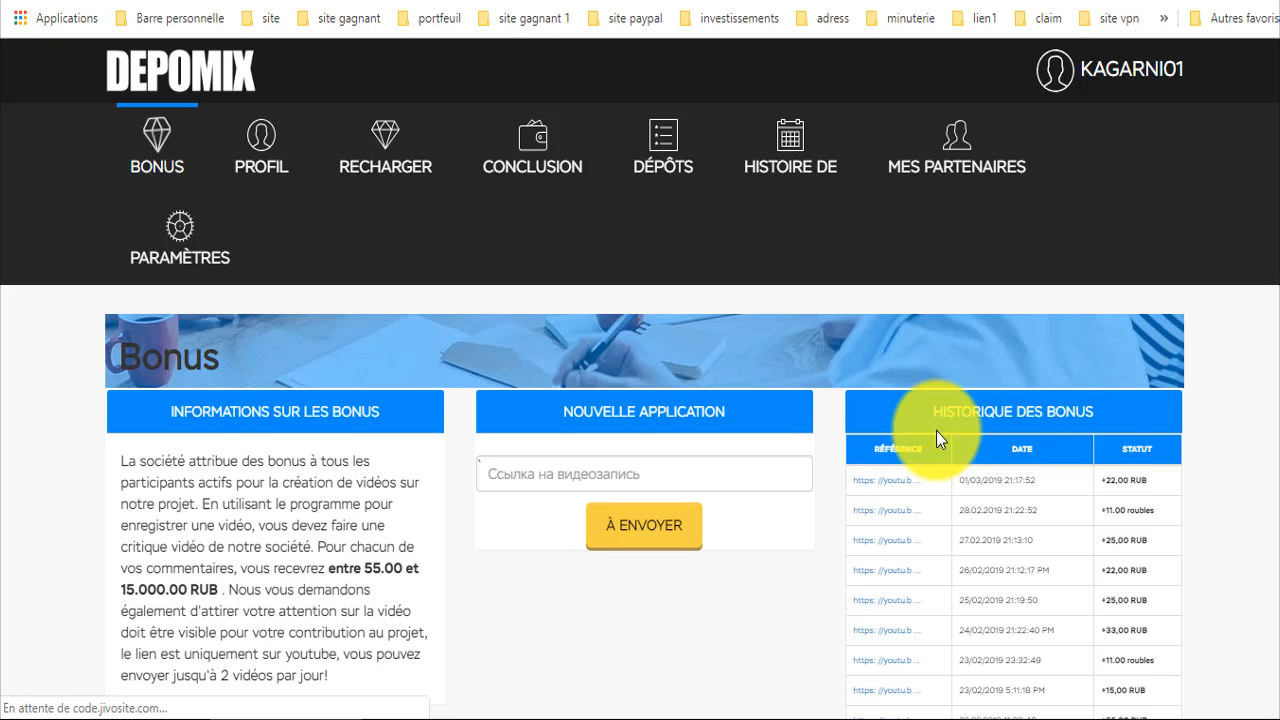 Applications Barre personnelle site site gagnant portfeuil site gagnant 1 site paypal investissements adress minuterie lien1 claim site vpn » Autres favoris
DEPOMIX
KAGARNI01
BONUS PROFIL RECHARGER CONCLUSION DÉPÔTS HISTOIRE DE MES PARTENAIRES
PARAMÈTRES
Bonus
INFORMATIONS SUR LES BONUS
La société attribue des bonus à tous les
participants actifs pour la création de vidéos sur
notre projet. En utilisant le programme pour
enregistrer une vidéo, vous devez faire une
critique vidéo de notre société. Pour chacun de
vos commentaires, vous recevrez entre 55.00 et
15.000.00 RUB . Nous vous demandons
également d'attirer votre attention sur la vidéo
doit être visible pour votre contribution au projet,
le lien est uniquement sur youtube, vous pouvez
envoyer jusqu'à 2 vidéos par jour!
NOUVELLE APPLICATION
Ссылка на видеозапись
À ENVOYER
HISTORIQUE DES BONUS
RÉFÉRENCE DATE STATUT
https: //youtu.b ... 01/03/2019 21:17:52 +22,00 RUB
https: //youtu.b ... 28.02.2019 21:22:52 +11.00 roubles
https: //youtu.b ... 27.02.2019 21:13:10 +25,00 RUB
https: //youtu.b ... 26/02/2019 21:12:17 PM +22,00 RUB
https: //youtu.b ... 25/02/2019 21:19:50 +25,00 RUB
https: //youtu.b ... 24/02/2019 21:22:40 PM +33,00 RUB
https: //youtu.b ... 23/02/2019 23:32:49 +11.00 roubles
https: //youtu.b ... 23/02/2019 5:11:18 PM +15,00 RUB
En attente de code.jivosite.com...